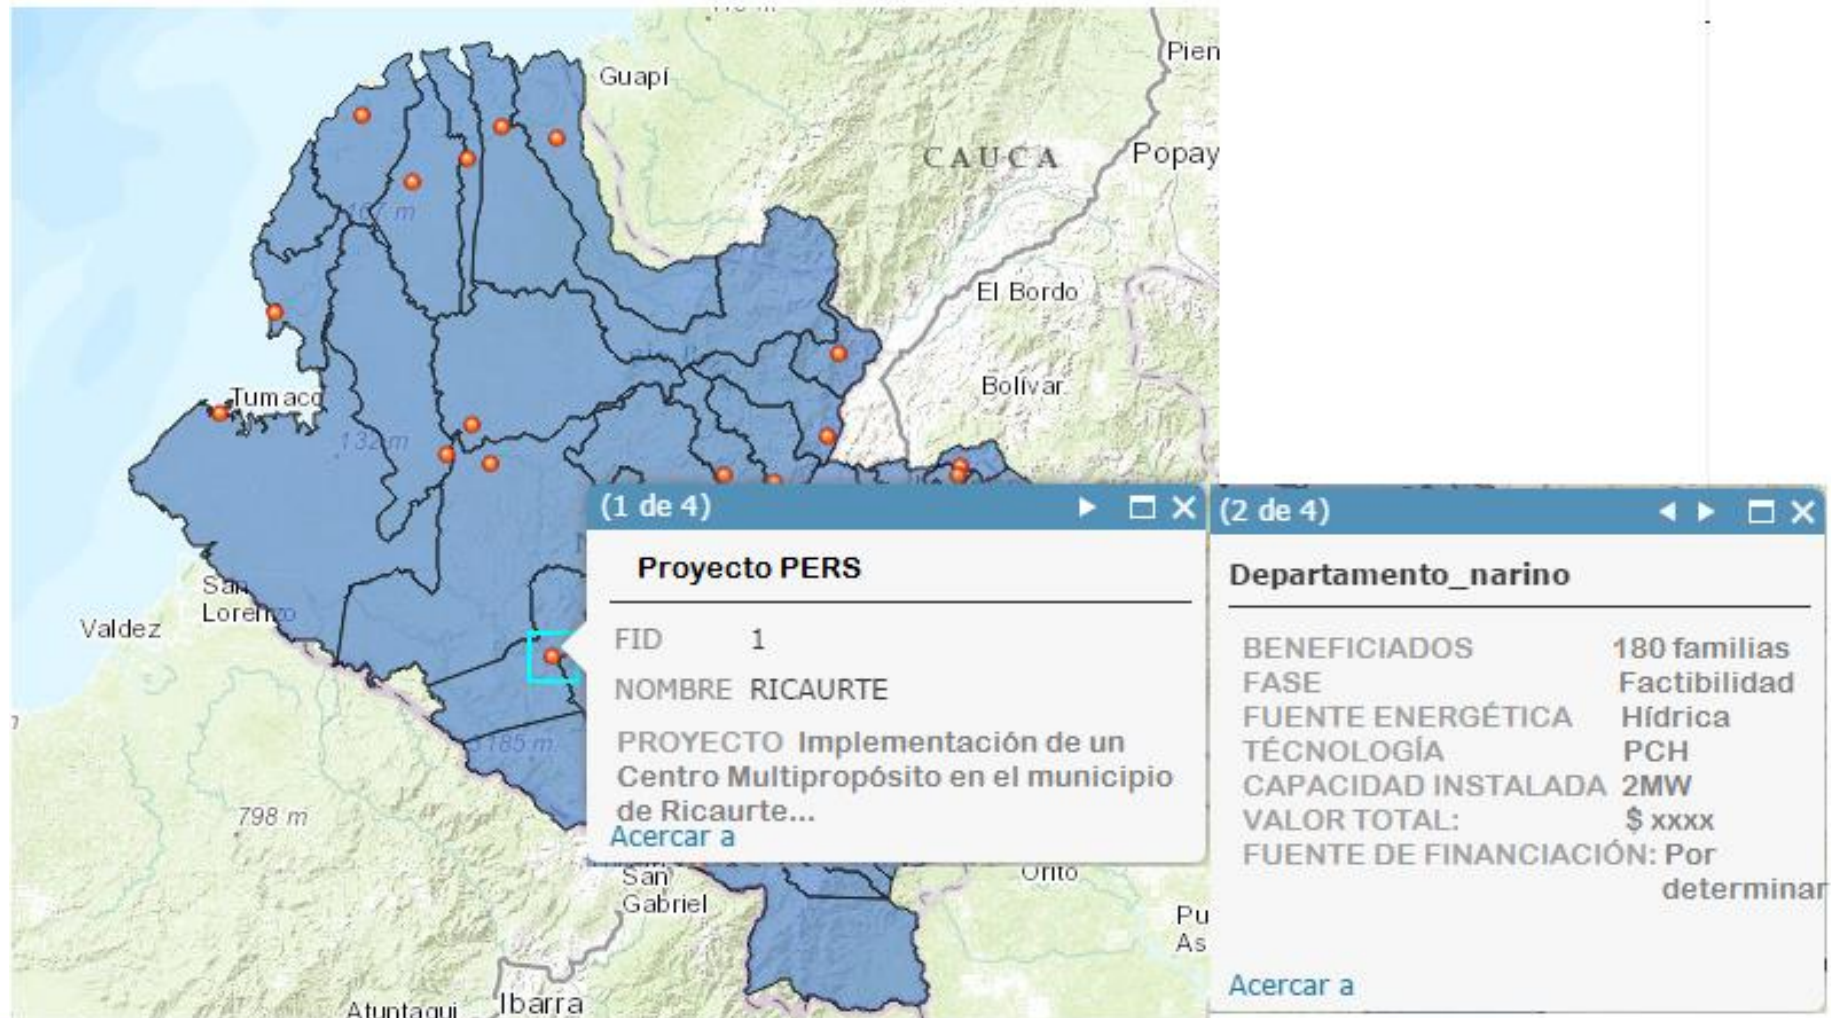 Guapí
Pien
CAUCA
Popay
167 m
El Bordo
Bolívar
Tumaco
132 m
San
Lorenzo
Valdez
798 m
San
Gabriel
Orito
Pu
As
Ibarra
Atuntaqui
(1 de 4)
Proyecto PERS
FID 1
NOMBRE RICAURTE
PROYECTO Implementación de un
Centro Multipropósito en el municipio
de Ricaurte...
Acercar a
(2 de 4)
Departamento_narino
BENEFICIADOS 180 familias
FASE Factibilidad
FUENTE ENERGÉTICA Hídrica
TÉCNOLOGÍA PCH
CAPACIDAD INSTALADA 2MW
VALOR TOTAL: $ xxxx
FUENTE DE FINANCIACIÓN: Por
determinar
Acercar a